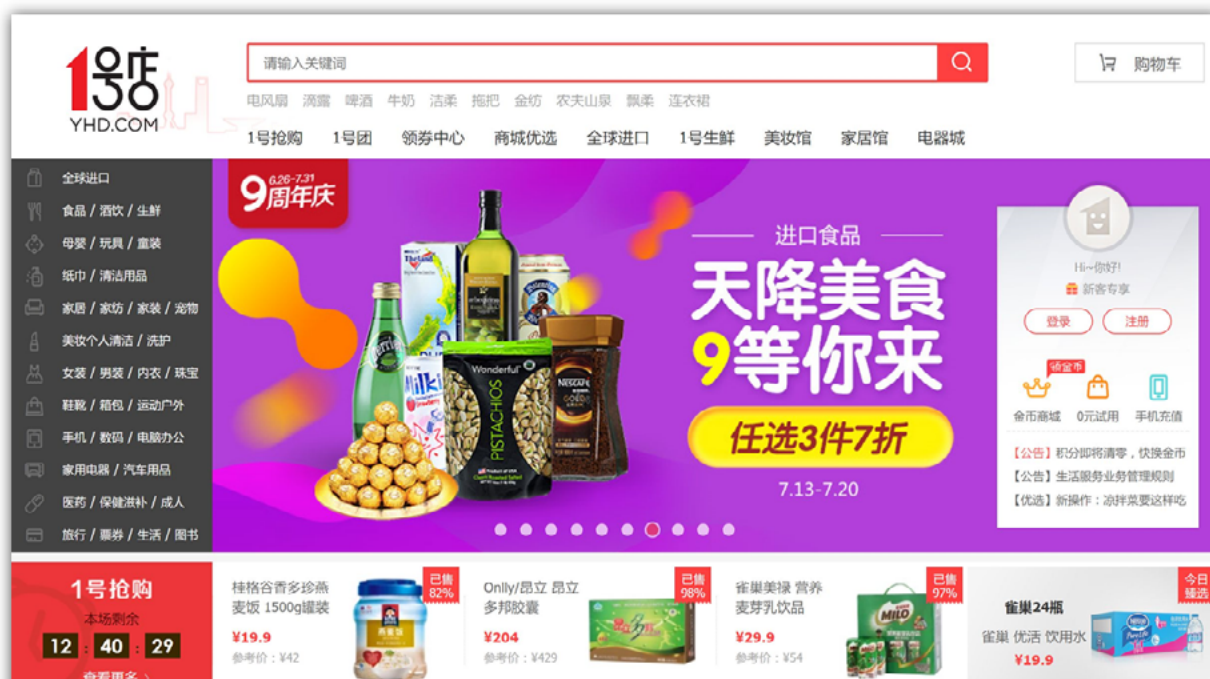 1号店
YHD.COM
请输入关键词
购物车
电风扇 滴露 啤酒 牛奶 洁柔 拖把 金纺 农夫山泉 飘柔 连衣裙
1号抢购 1号团 领券中心 商城优选 全球进口 1号生鲜 美妆馆 家居馆 电器城
全球进口
食品 / 酒饮 / 生鲜
母婴 / 玩具 / 童装
纸巾 / 清洁用品
家居 / 家纺 / 家装 / 宠物
美妆个人清洁 / 洗护
女装 / 男装 / 内衣 / 珠宝
鞋靴 / 箱包 / 运动户外
手机 / 数码 / 电脑办公
家用电器 / 汽车用品
医药 / 保健滋补 / 成人
旅行 / 票券 / 生活 / 图书
6.26-7.31
9周年庆
Wonderful
PISTACHIOS
NESCAFÉ
GOLD
Milkis
进口食品
天降美食
9等你来
任选3件7折
7.13-7.20
Hi~你好!
新客专享
登录 注册
领金币
金币商城 0元试用 手机充值
【公告】积分即将清零，快换金币
【公告】生活服务业务管理规则
【优选】新操作：凉拌菜要这样吃
1号抢购
本场剩余
12 : 40 : 29
查看更多
桂格谷香多珍燕
麦饭 1500g罐装
¥19.9
参考价：¥42
已售
82%
Onlly/昂立 昂立
多邦胶囊
¥204
参考价：¥429
已售
98%
雀巢美禄 营养
麦芽乳饮品
¥29.9
参考价：¥54
已售
97%
MILO
雀巢24瓶
雀巢 优活 饮用水
¥19.9
今日
臻选
Nestlé
Pure Life